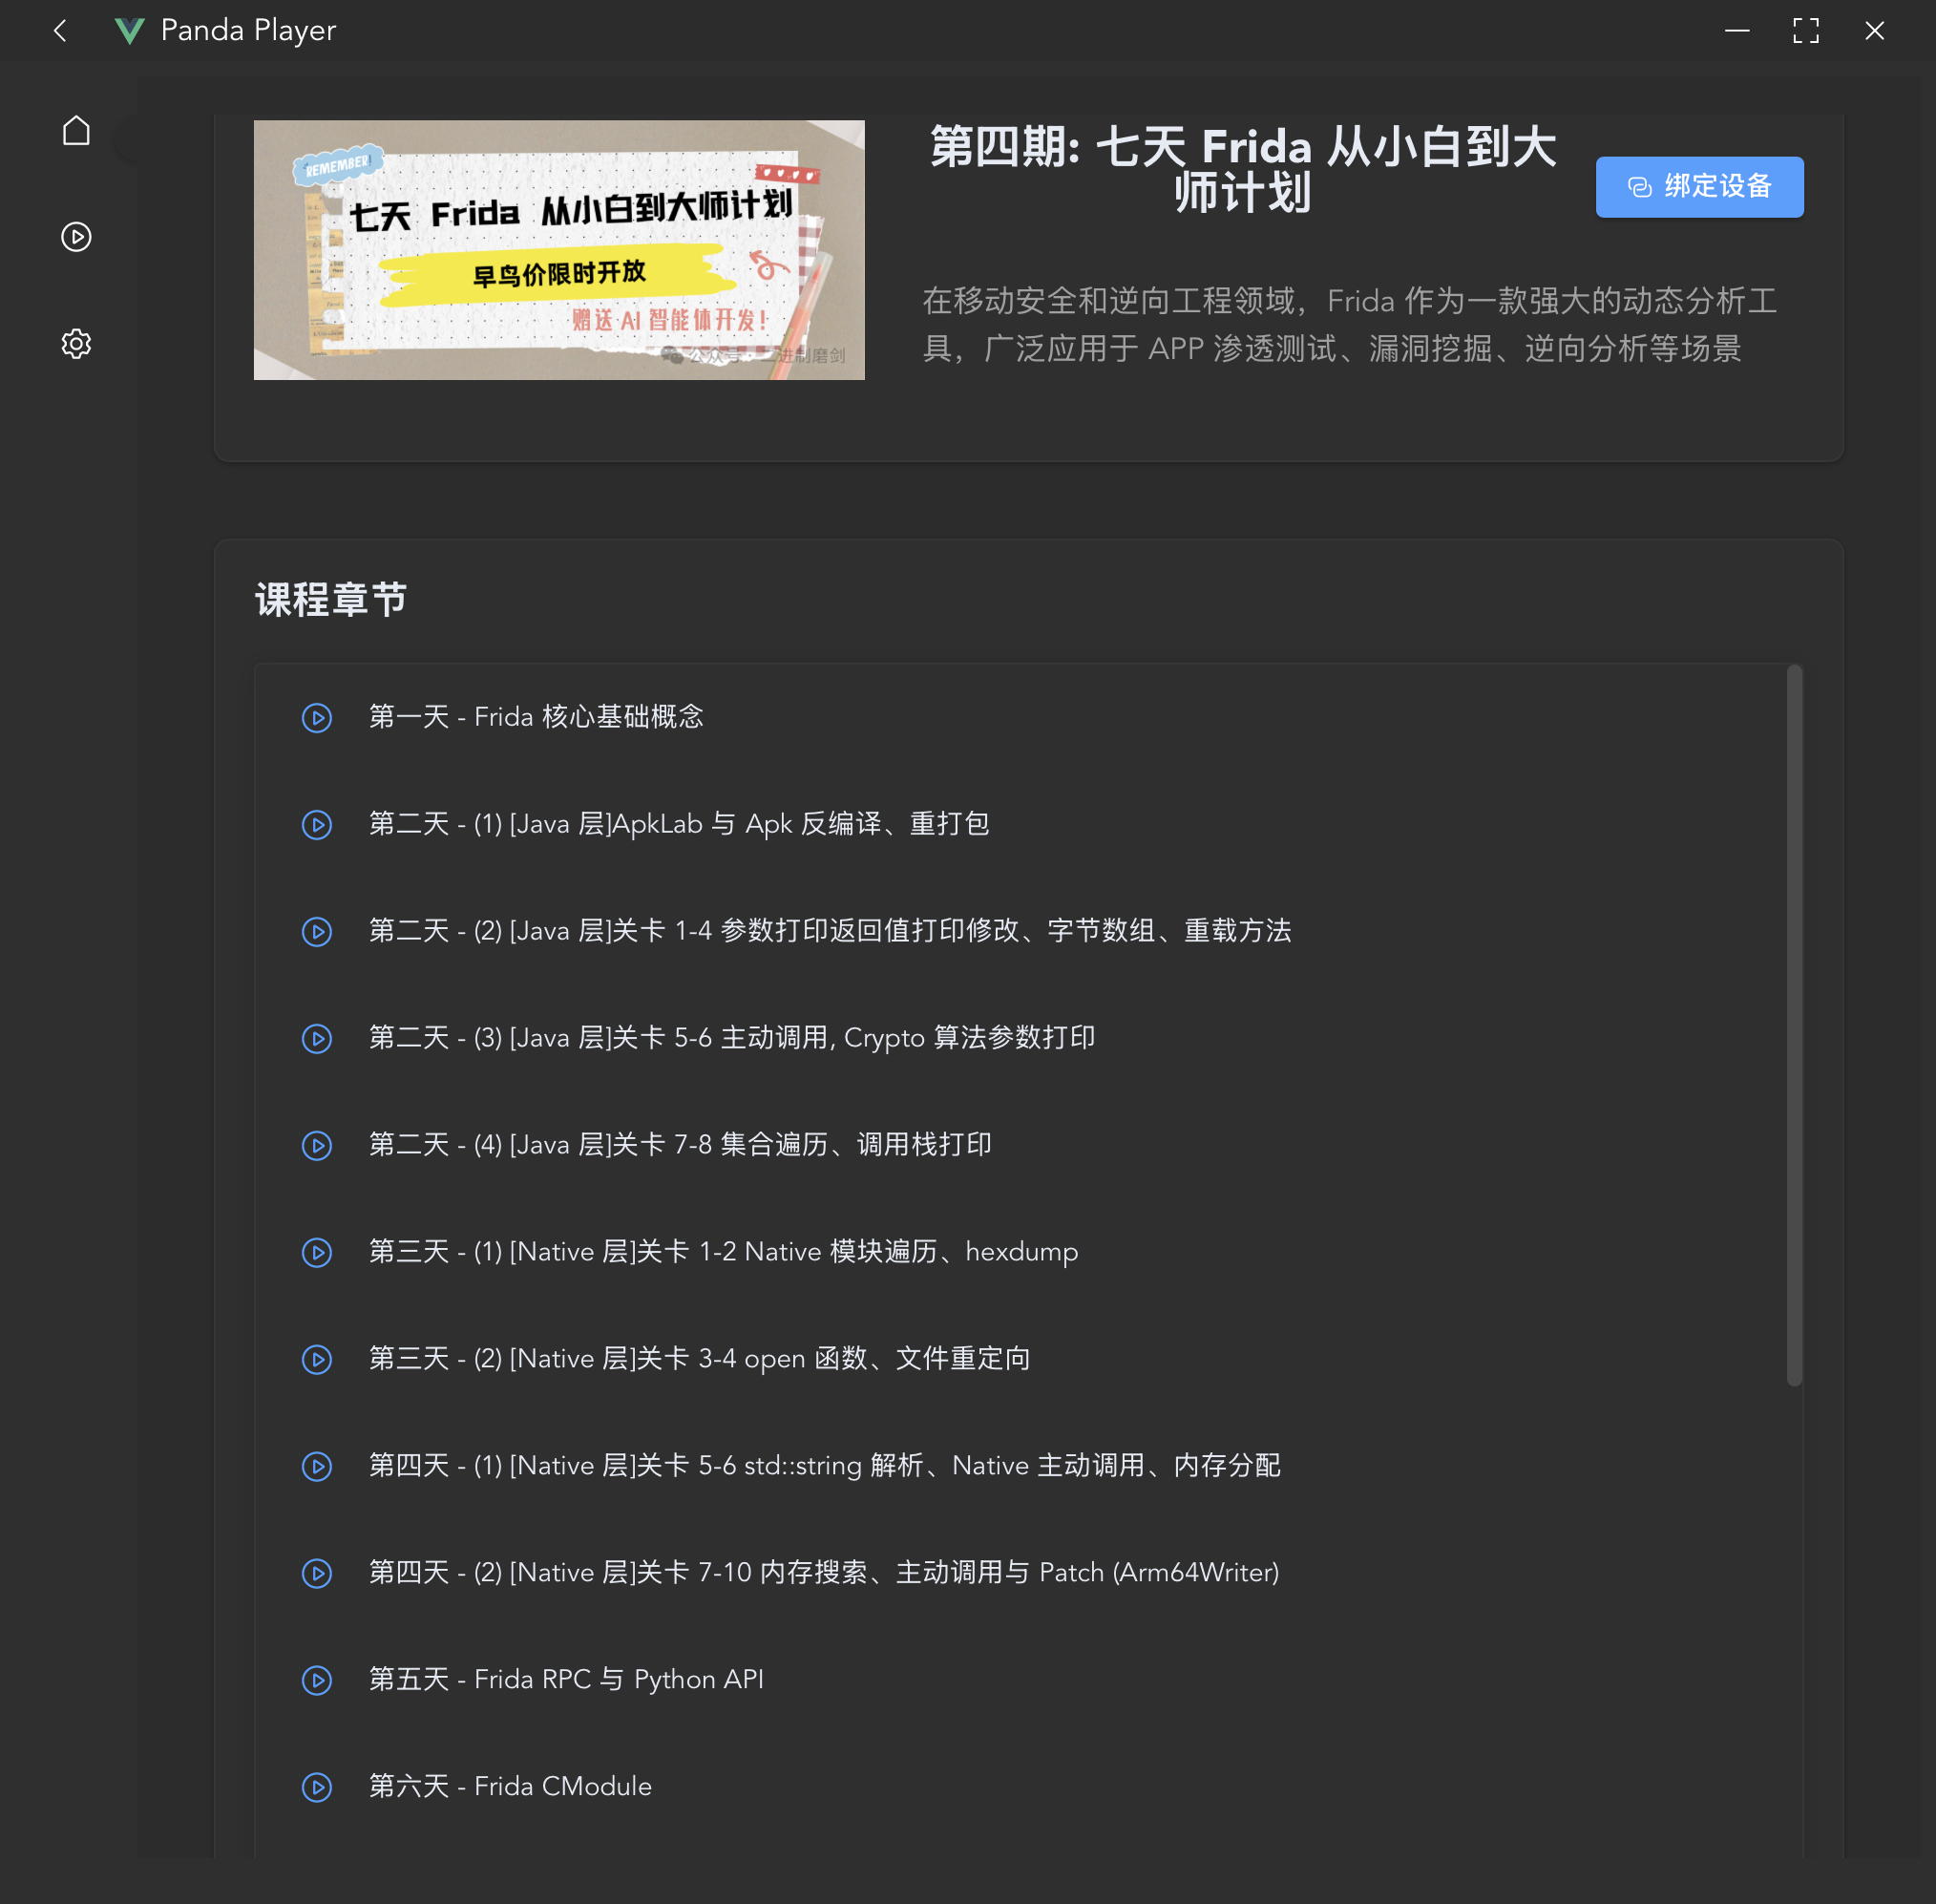 Panda Player
REMEMBER!
七天 Frida 从小白到大师计划
早鸟价限时开放
赠送 AI 智能体开发!
公众号 · 二进制磨剑
第四期: 七天 Frida 从小白到大
师计划
绑定设备
在移动安全和逆向工程领域，Frida 作为一款强大的动态分析工
具，广泛应用于 APP 渗透测试、漏洞挖掘、逆向分析等场景
课程章节
第一天 - Frida 核心基础概念
第二天 - (1) [Java 层]ApkLab 与 Apk 反编译、重打包
第二天 - (2) [Java 层]关卡 1-4 参数打印返回值打印修改、字节数组、重载方法
第二天 - (3) [Java 层]关卡 5-6 主动调用, Crypto 算法参数打印
第二天 - (4) [Java 层]关卡 7-8 集合遍历、调用栈打印
第三天 - (1) [Native 层]关卡 1-2 Native 模块遍历、hexdump
第三天 - (2) [Native 层]关卡 3-4 open 函数、文件重定向
第四天 - (1) [Native 层]关卡 5-6 std::string 解析、Native 主动调用、内存分配
第四天 - (2) [Native 层]关卡 7-10 内存搜索、主动调用与 Patch (Arm64Writer)
第五天 - Frida RPC 与 Python API
第六天 - Frida CModule